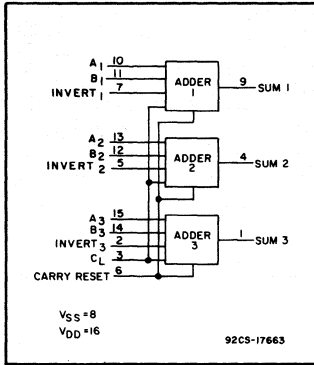 A1 10
B1 11
INVERT1 7
ADDER
1
9 SUM 1
A2 13
B2 12
INVERT 2 5
ADDER
2
4 SUM 2
A3 15
B3 14
INVERT3 2
CL 3
CARRY RESET 6
ADDER
3
1 SUM 3
VSS = 8
VDD = 16
92CS-17663